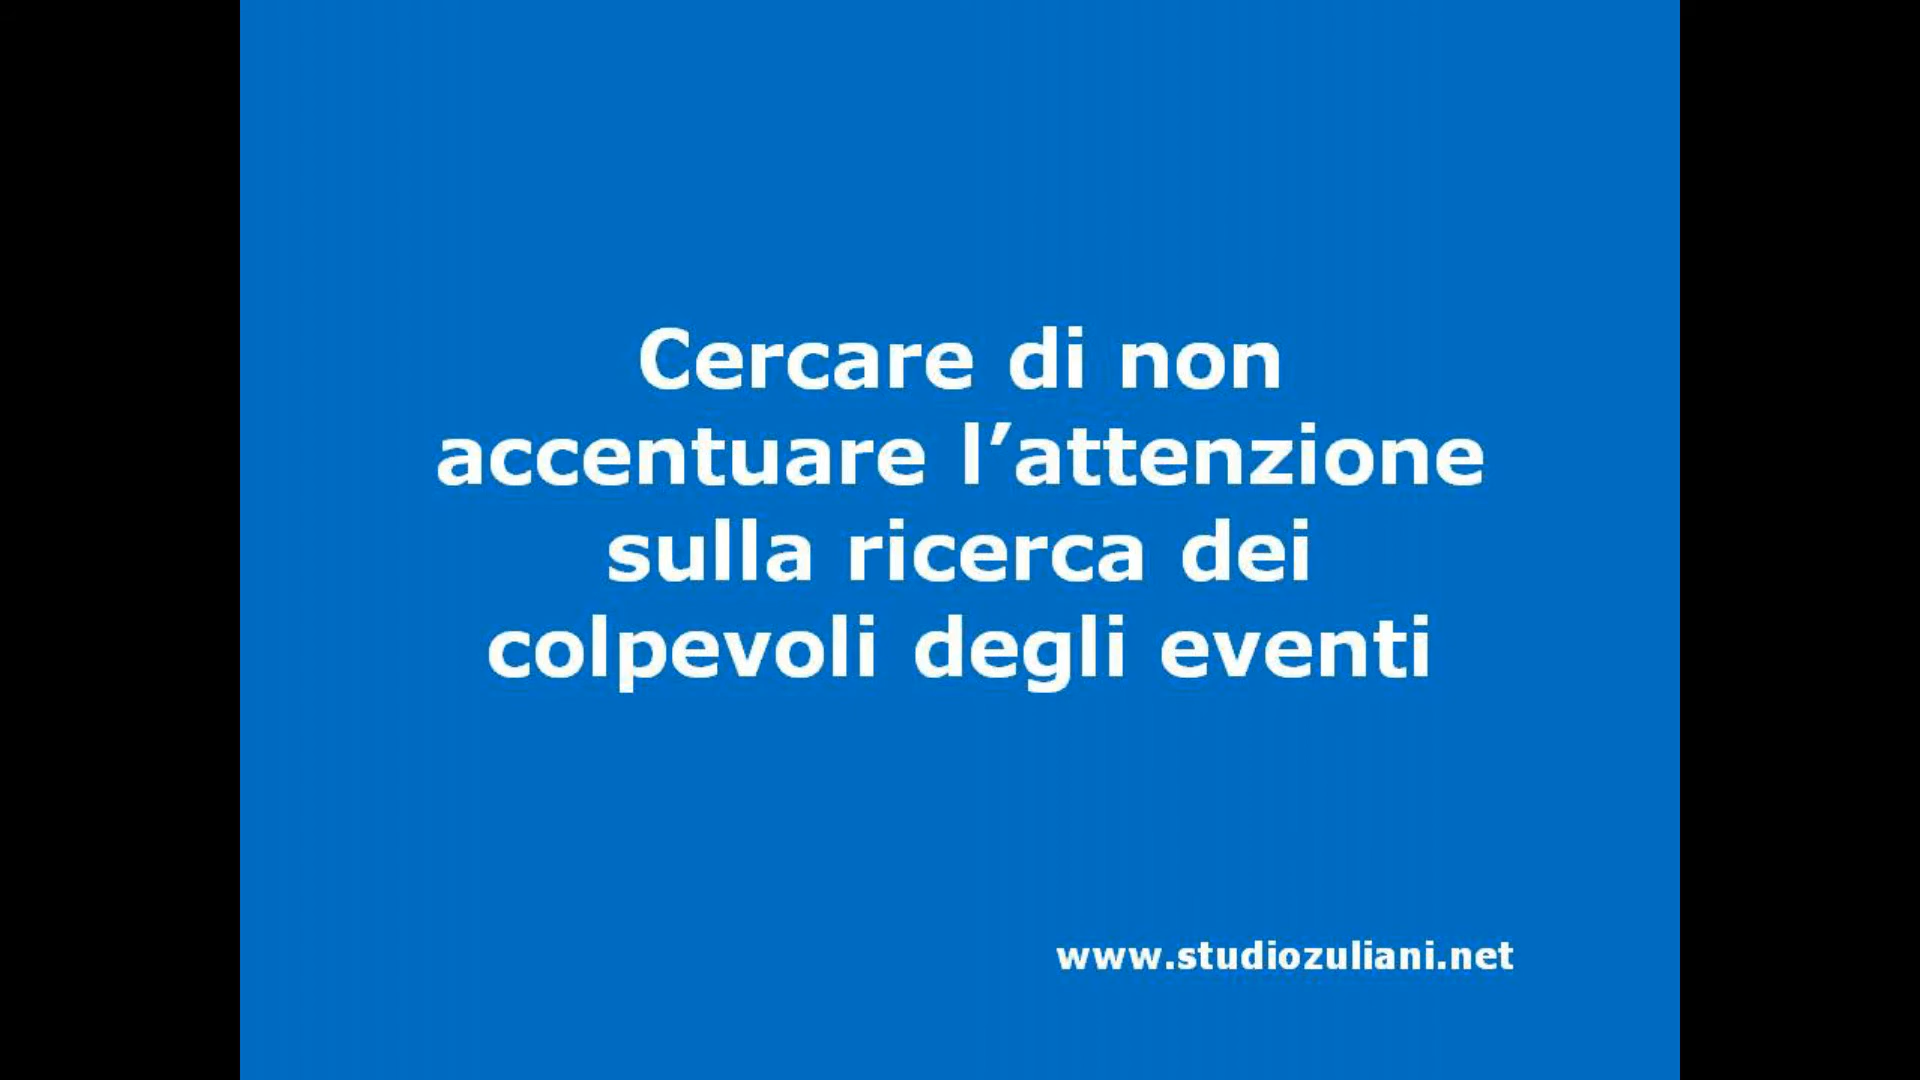 Cercare di non
accentuare l’attenzione
sulla ricerca dei
colpevoli degli eventi
www.studiozuliani.net